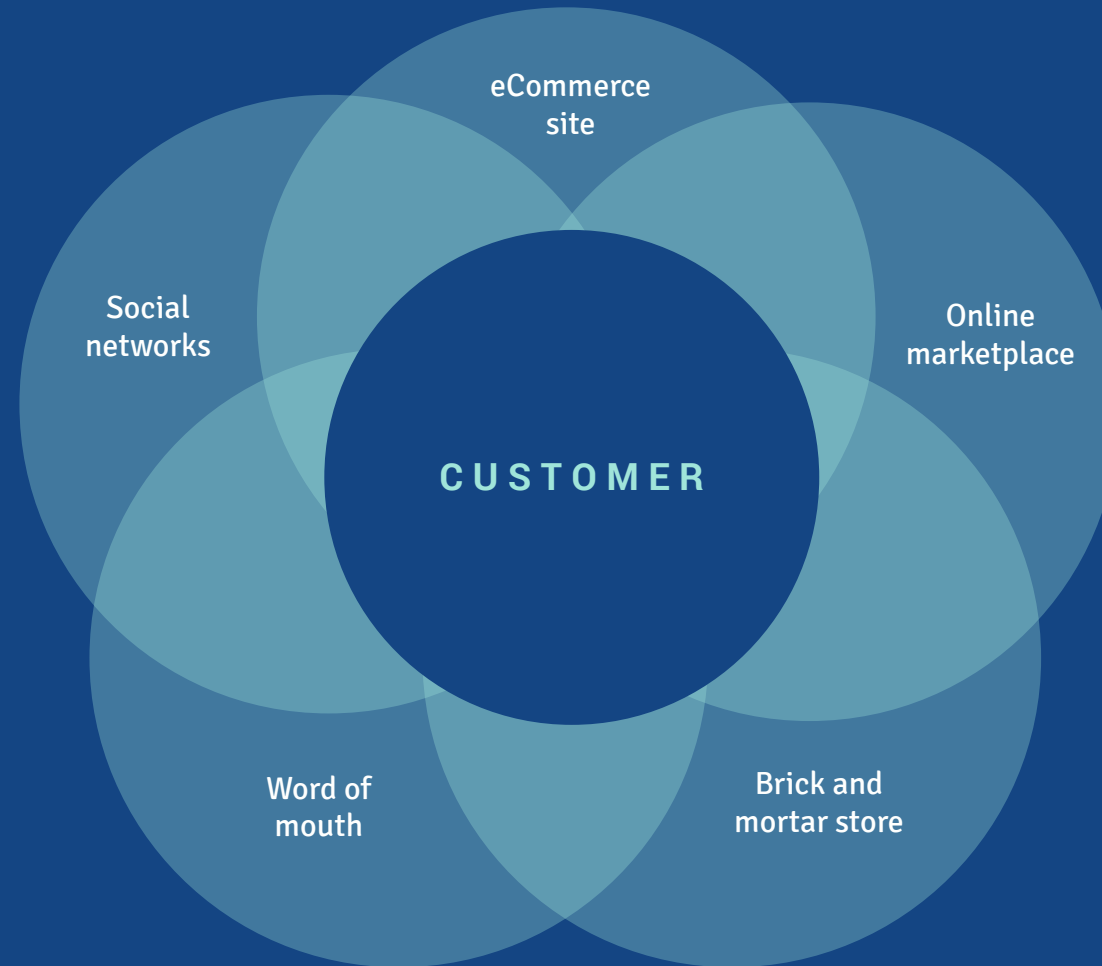 eCommerce
site
Social
networks
Online
marketplace
CUSTOMER
Word of
mouth
Brick and
mortar store